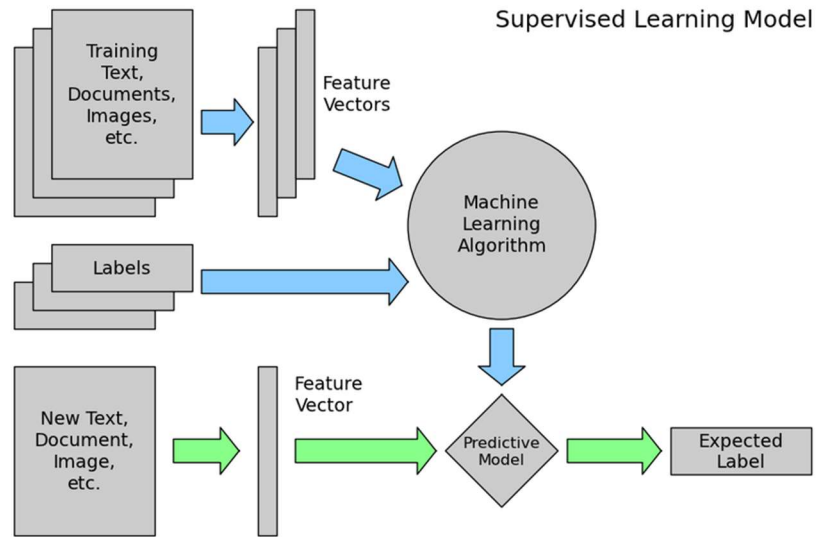 Supervised Learning Model
Training
Text,
Documents,
Images,
etc.
Feature
Vectors
Machine
Learning
Algorithm
Labels
New Text,
Document,
Image,
etc.
Feature
Vector
Predictive
Model
Expected
Label